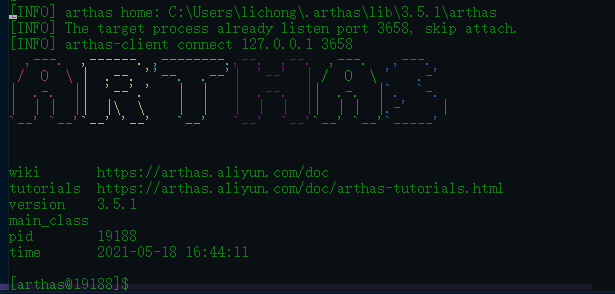 [INFO] arthas home: C:\Users\lichong\.arthas\lib\3.5.1\arthas
[INFO] The target process already listen port 3658, skip attach.
[INFO] arthas-client connect 127.0.0.1 3658
ARTHAS
wiki https://arthas.aliyun.com/doc
tutorials https://arthas.aliyun.com/doc/arthas-tutorials.html
version 3.5.1
main_class
pid 19188
time 2021-05-18 16:44:11
[arthas@19188]$